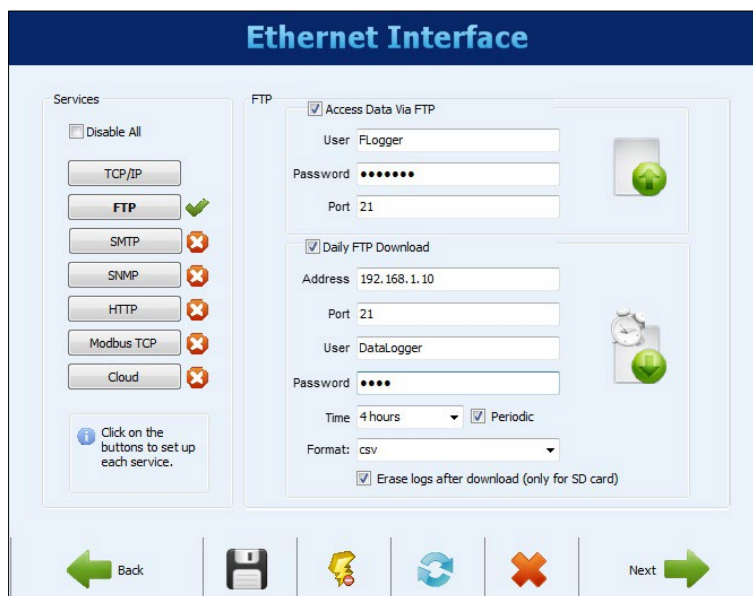 Ethernet Interface
Services
Disable All
TCP/IP
FTP
SMTP
SNMP
HTTP
Modbus TCP
Cloud
Click on the
buttons to set up
each service.
FTP
Access Data Via FTP
User FLogger
Password •••••••
Port 21
Daily FTP Download
Address 192.168.1.10
Port 21
User DataLogger
Password ••••
Time 4 hours Periodic
Format: csv
Erase logs after download (only for SD card)
Back
Next